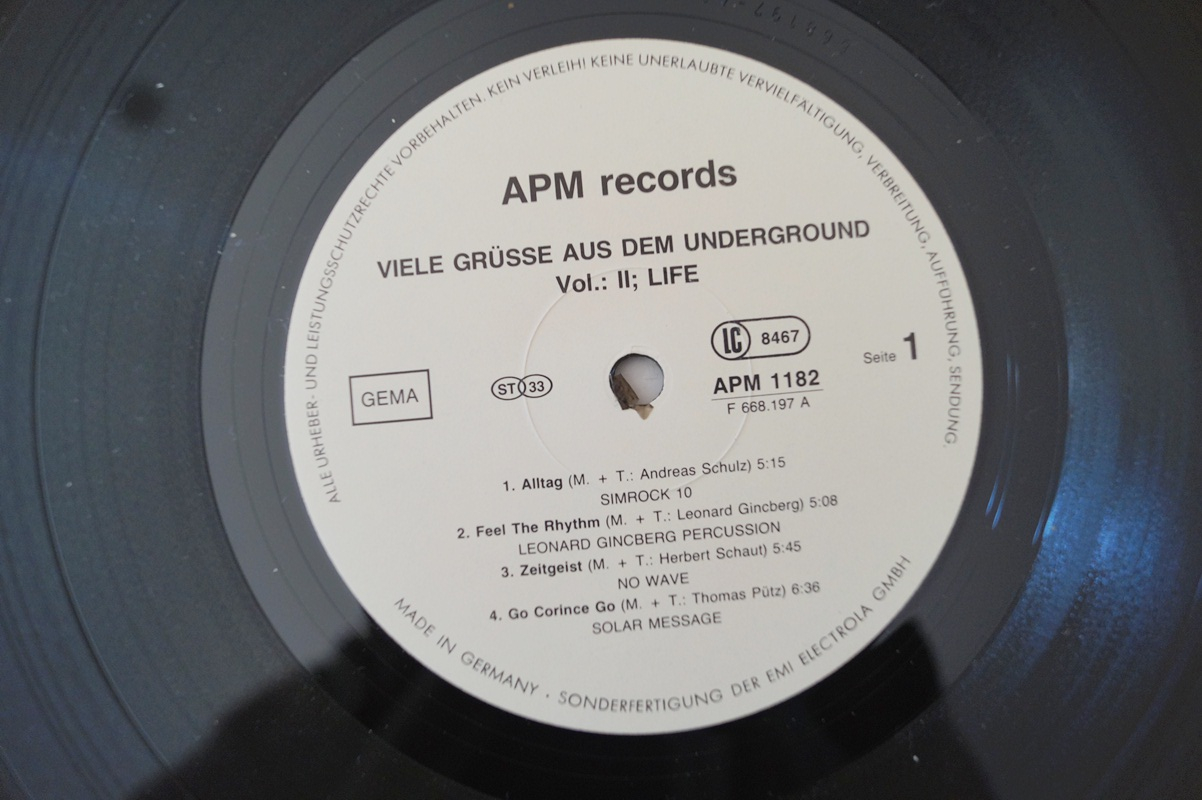 ALLE URHEBER- UND LEISTUNGSSCHUTZRECHTE VORBEHALTEN. KEIN VERLEIH! KEINE UNERLAUBTE VERVIELFÄLTIGUNG, VERBREITUNG, AUFFÜHRUNG, SENDUNG.
APM records
VIELE GRÜSSE AUS DEM UNDERGROUND
Vol.: II; LIFE
GEMA
ST 33
LC 8467
APM 1182
F 668.197 A
Seite 1
1. Alltag (M. + T.: Andreas Schulz) 5:15
SIMROCK 10
2. Feel The Rhythm (M. + T.: Leonard Gincberg) 5:08
LEONARD GINCBERG PERCUSSION
3. Zeitgeist (M. + T.: Herbert Schaut) 5:45
NO WAVE
4. Go Corince Go (M. + T.: Thomas Pütz) 6:36
SOLAR MESSAGE
MADE IN GERMANY · SONDERFERTIGUNG DER EMI ELECTROLA GMBH